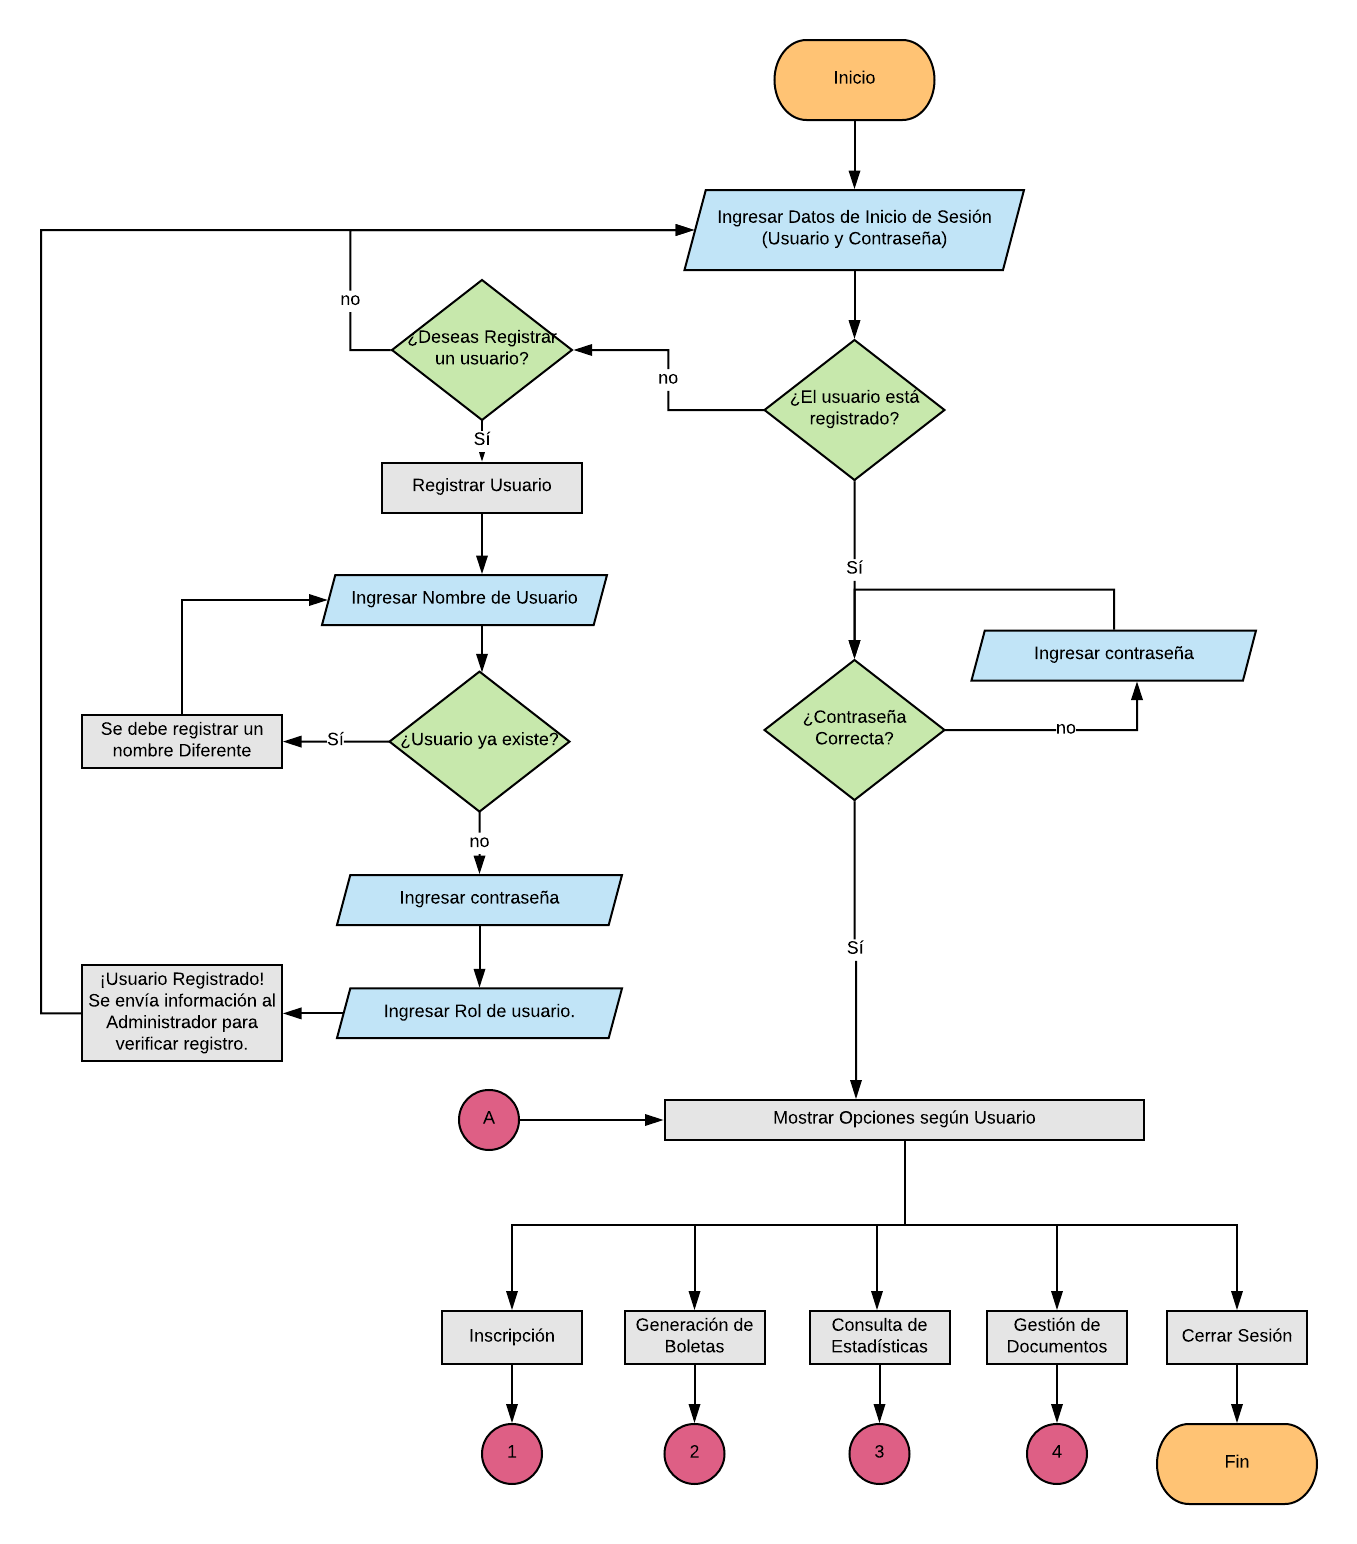 Inicio
Ingresar Datos de Inicio de Sesión
(Usuario y Contraseña)
no
¿Deseas Registrar
un usuario?
no
¿El usuario está
registrado?
Sí
Registrar Usuario
Sí
Ingresar Nombre de Usuario
Ingresar contraseña
¿Contraseña
Correcta?
no
Se debe registrar un
nombre Diferente
Sí
¿Usuario ya existe?
no
Ingresar contraseña
Sí
¡Usuario Registrado!
Se envía información al
Administrador para
verificar registro.
Ingresar Rol de usuario.
A
Mostrar Opciones según Usuario
Inscripción
Generación de
Boletas
Consulta de
Estadísticas
Gestión de
Documentos
Cerrar Sesión
1
2
3
4
Fin